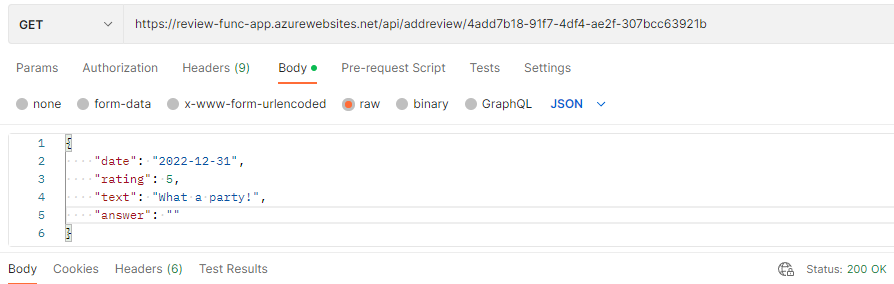 GET https://review-func-app.azurewebsites.net/api/addreview/4add7b18-91f7-4df4-ae2f-307bcc63921b
Params Authorization Headers (9) Body Pre-request Script Tests Settings
none form-data x-www-form-urlencoded raw binary GraphQL JSON
1 {
2 "date": "2022-12-31",
3 "rating": 5,
4 "text": "What a party!",
5 "answer": ""
6 }
Body Cookies Headers (6) Test Results Status: 200 OK